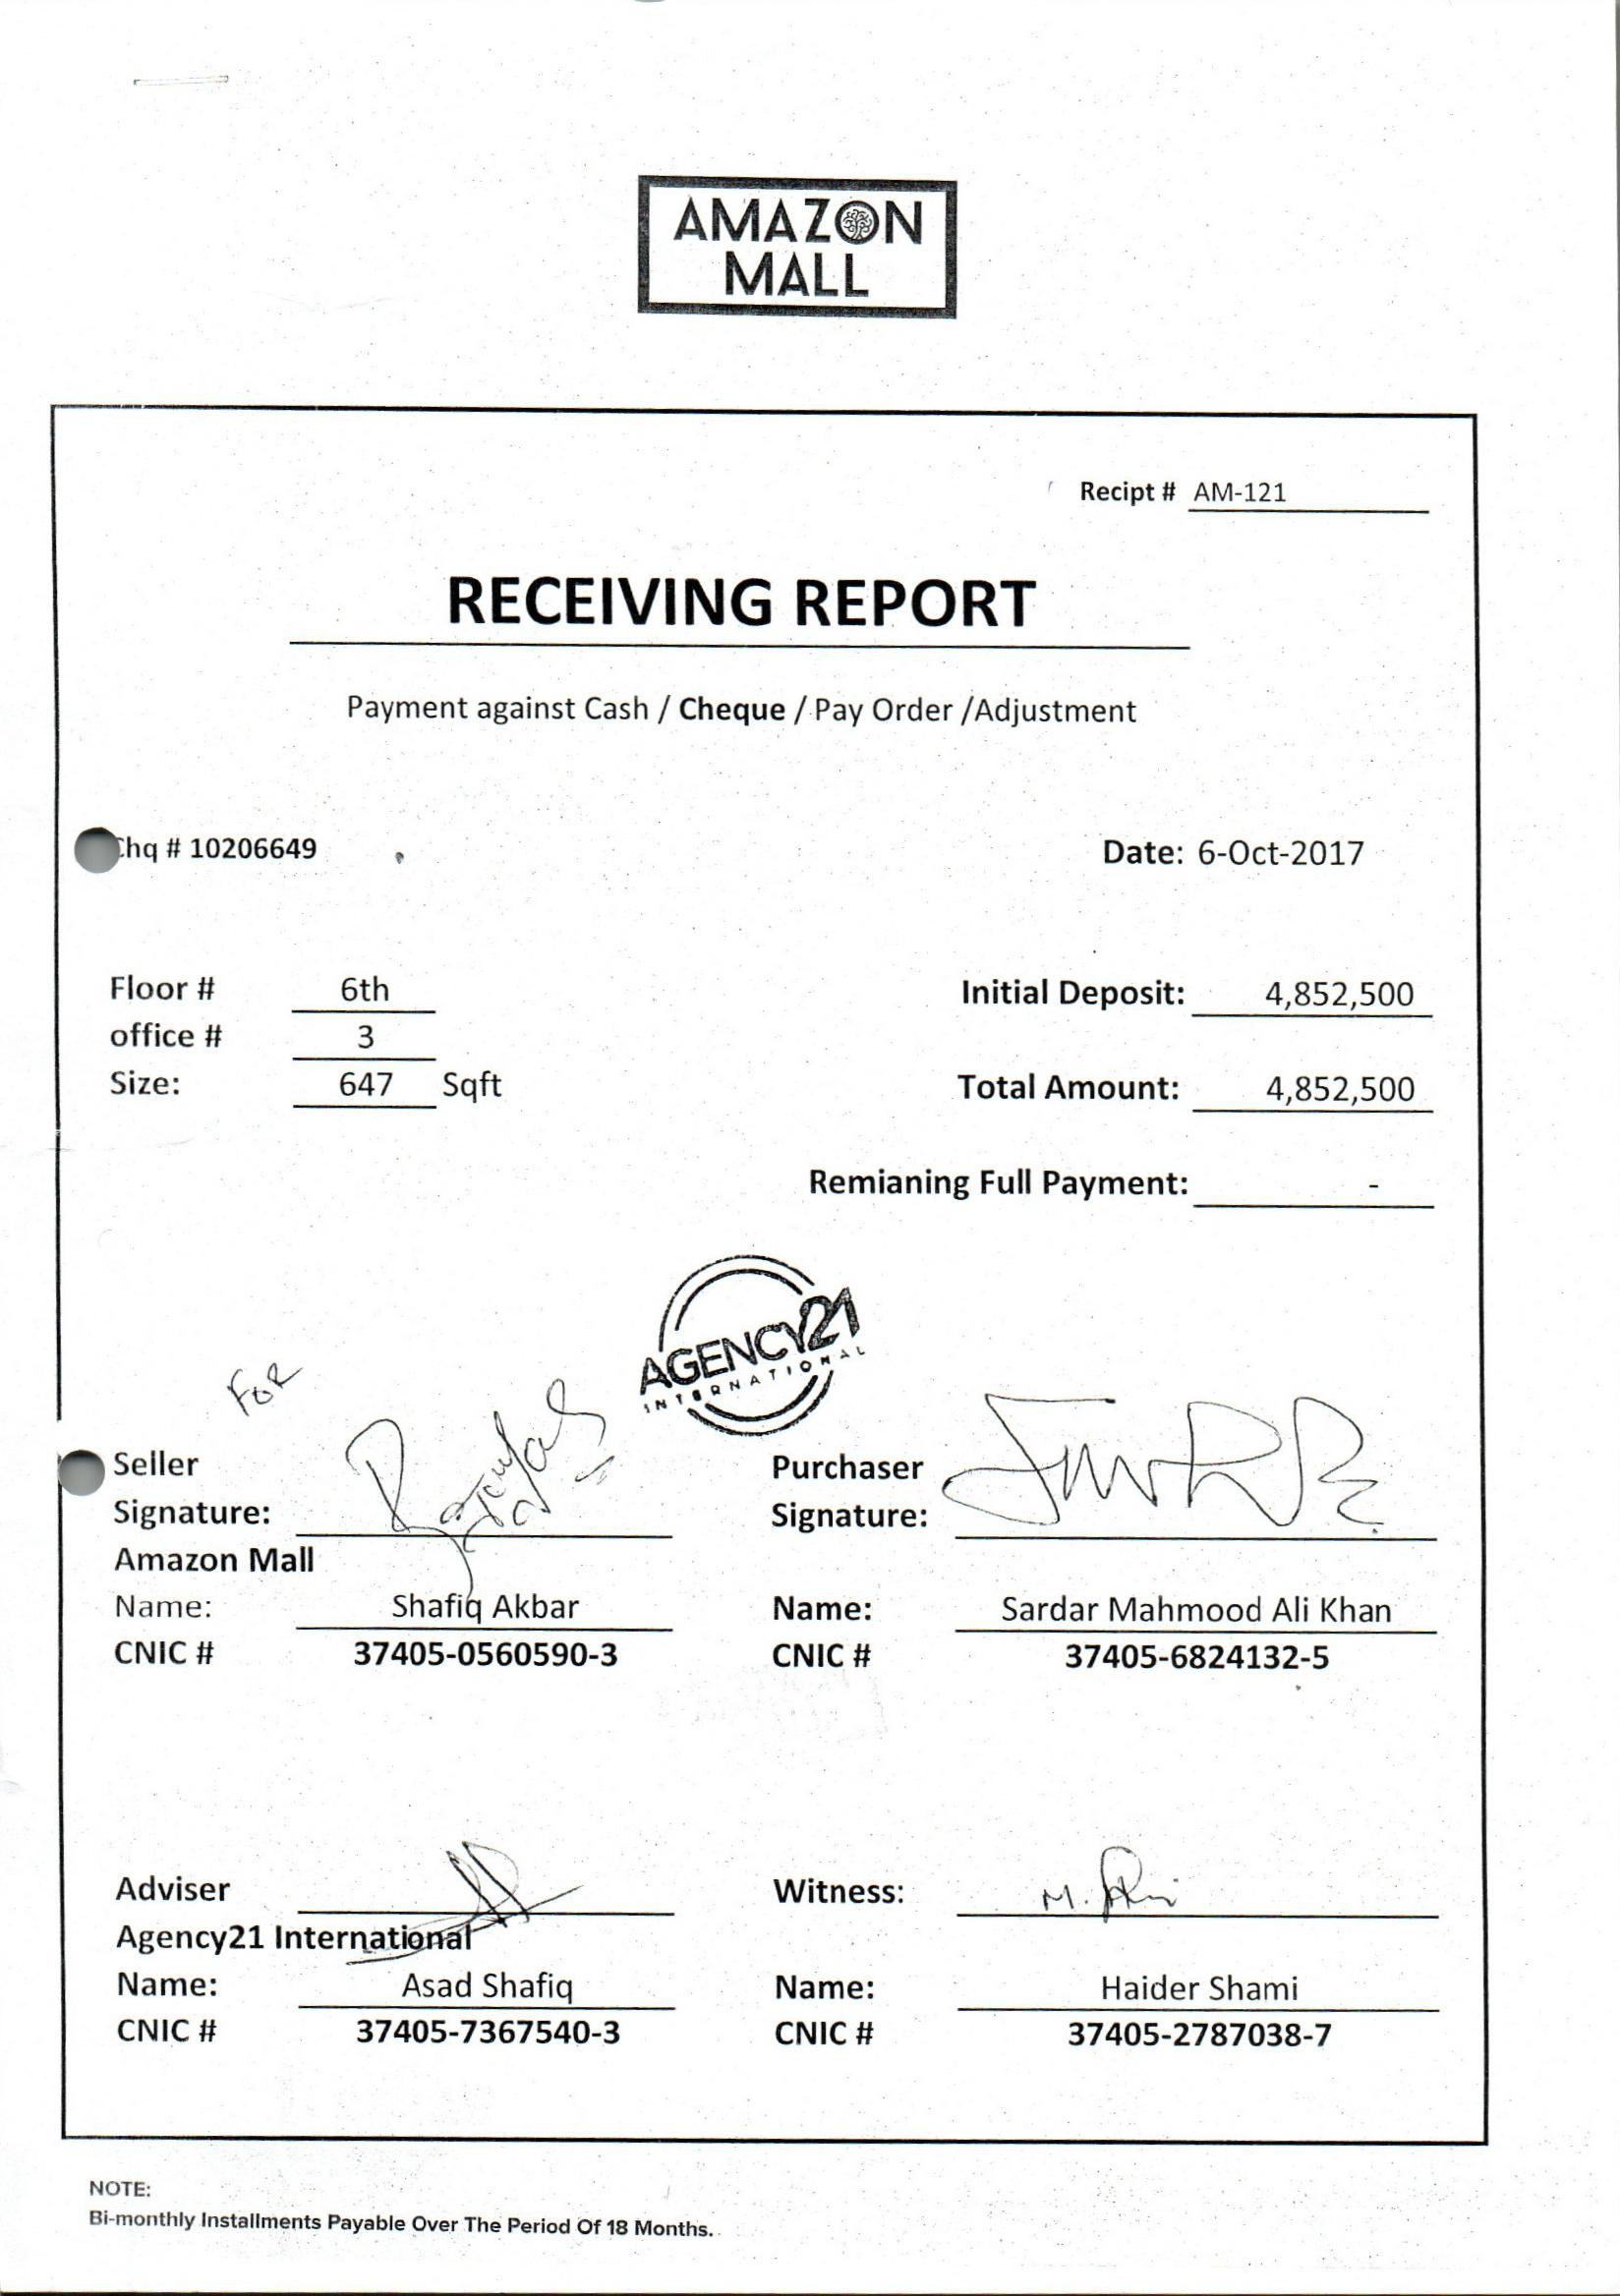 AMAZON
MALL
Recipt # AM-121
RECEIVING REPORT
Payment against Cash / Cheque / Pay Order /Adjustment
Chq # 10206649
Date: 6-Oct-2017
Floor # 6th
Initial Deposit: 4,852,500
office # 3
Size: 647 Sqft
Total Amount: 4,852,500
Remianing Full Payment: -
AGENCY21
INTERNATIONAL
FOR
Seller
Signature:
Purchaser
Signature:
Amazon Mall
Name: Shafiq Akbar
Name: Sardar Mahmood Ali Khan
CNIC # 37405-0560590-3
CNIC # 37405-6824132-5
Adviser
Witness:
Agency21 International
Name: Asad Shafiq
Name: Haider Shami
CNIC # 37405-7367540-3
CNIC # 37405-2787038-7
NOTE:
Bi-monthly Installments Payable Over The Period Of 18 Months.